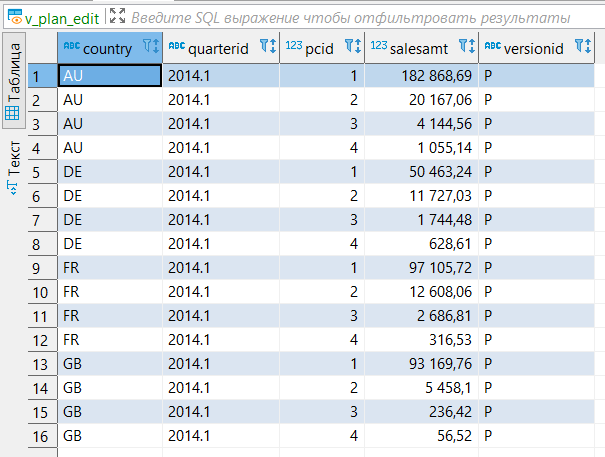 v_plan_edit Введите SQL выражение чтобы отфильтровать результаты
Таблица
Текст
ABC country ABC quarterid 123 pcid 123 salesamt ABC versionid
1 AU 2014.1 1 182 868,69 P
2 AU 2014.1 2 20 167,06 P
3 AU 2014.1 3 4 144,56 P
4 AU 2014.1 4 1 055,14 P
5 DE 2014.1 1 50 463,24 P
6 DE 2014.1 2 11 727,03 P
7 DE 2014.1 3 1 744,48 P
8 DE 2014.1 4 628,61 P
9 FR 2014.1 1 97 105,72 P
10 FR 2014.1 2 12 608,06 P
11 FR 2014.1 3 2 686,81 P
12 FR 2014.1 4 316,53 P
13 GB 2014.1 1 93 169,76 P
14 GB 2014.1 2 5 458,1 P
15 GB 2014.1 3 236,42 P
16 GB 2014.1 4 56,52 P